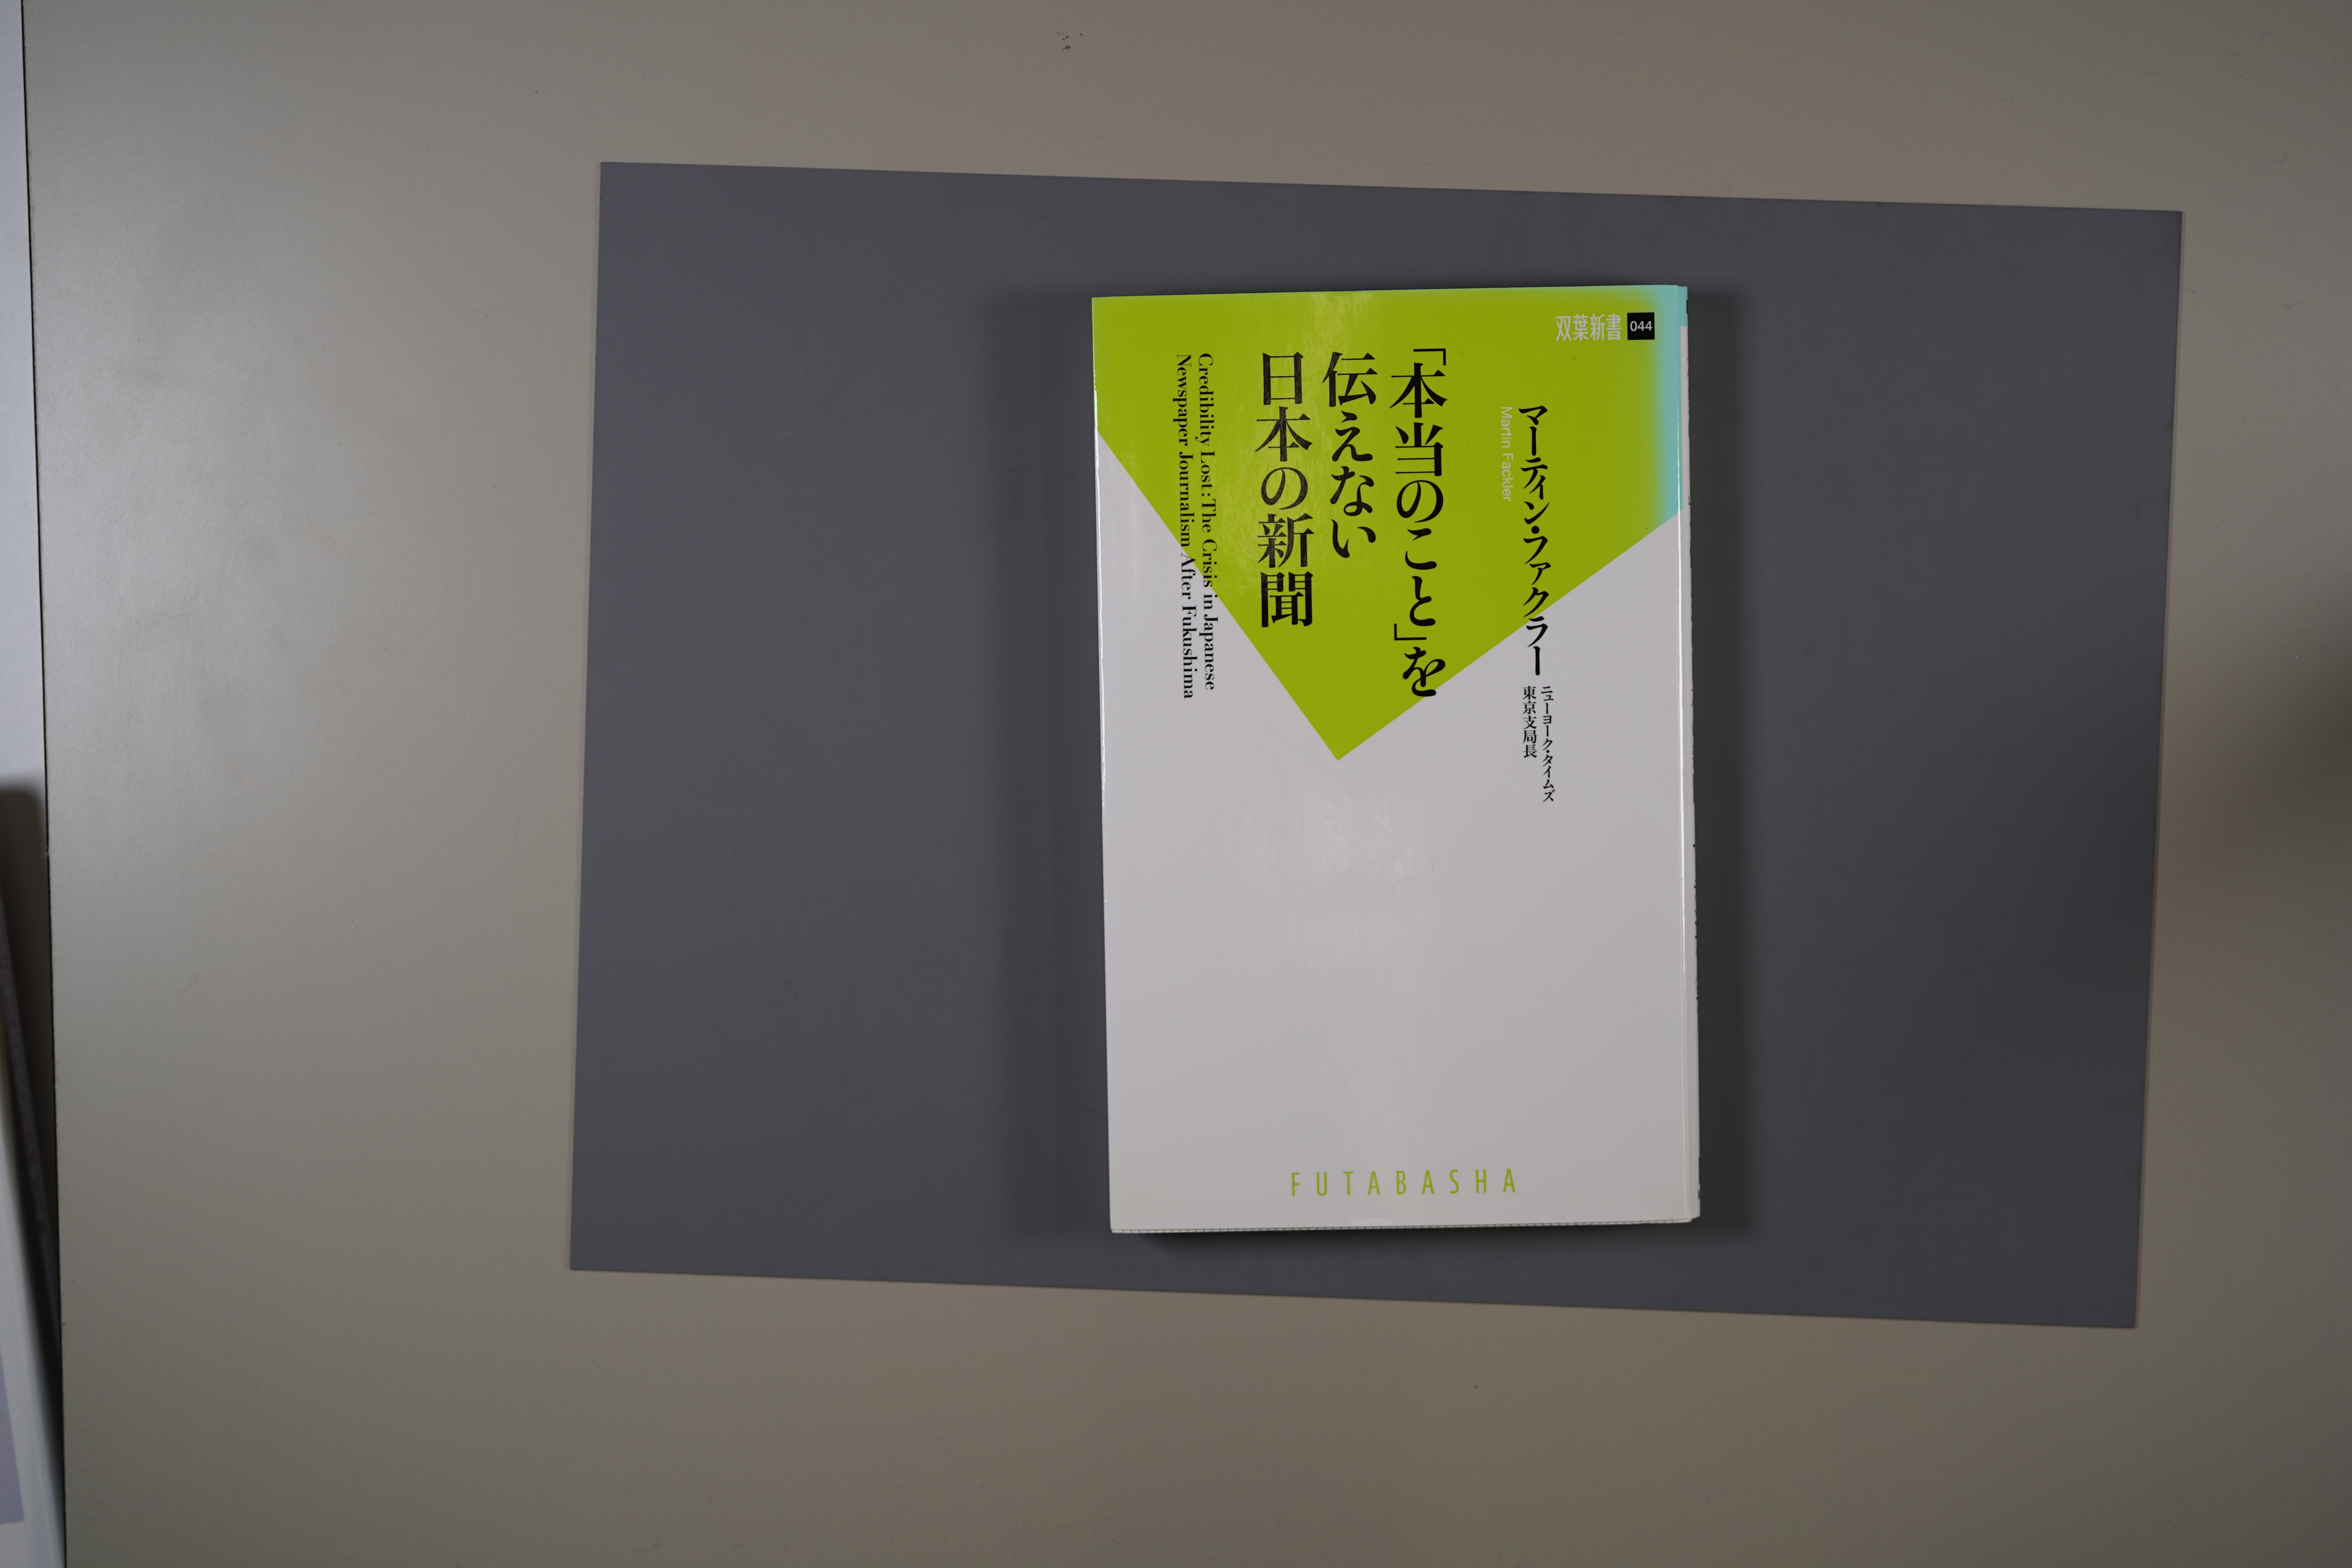 双葉新書 044
マーティン・ファクラー
ニューヨーク・タイムズ
東京支局長
Martin Fackler
「本当のこと」を
伝えない
日本の新聞
Credibility Lost : The Crisis in Japanese
Newspaper Journalism After Fukushima
FUTABASHA